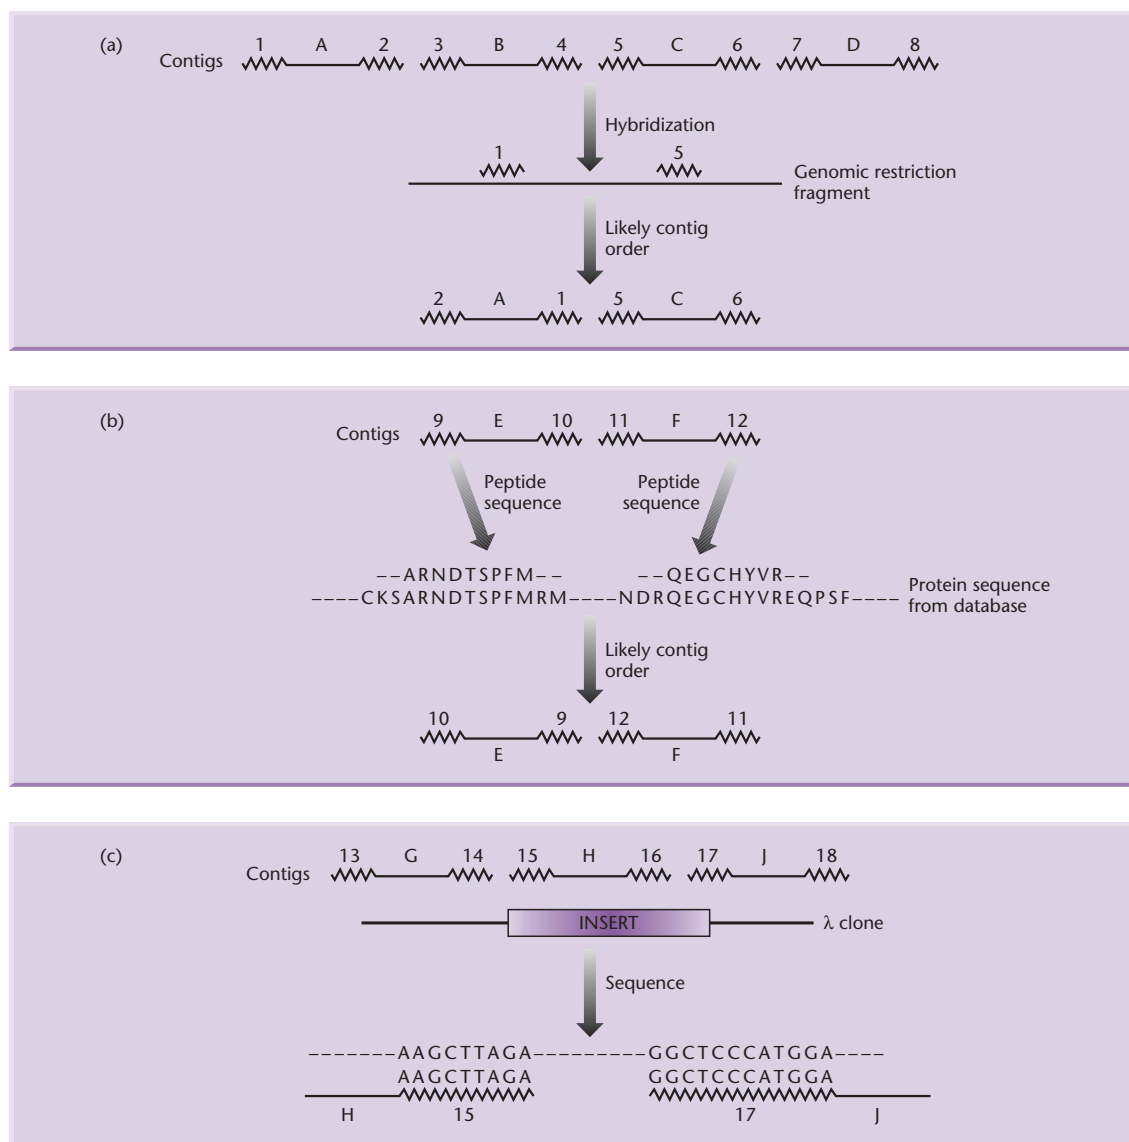 (a)
1 A 2 3 B 4 5 C 6 7 D 8
Contigs
Hybridization
1 5
Genomic restriction
fragment
Likely contig
order
2 A 1 5 C 6
(b)
9 E 10 11 F 12
Contigs
Peptide
sequence
Peptide
sequence
––ARNDTSPFM–– ––QEGCHYVR––
––––CKSARNDTSPFMRM––––NDRQEGCHYVREQPSF––––
Protein sequence
from database
Likely contig
order
10 9 12 11
E F
(c)
13 G 14 15 H 16 17 J 18
Contigs
INSERT
λ clone
Sequence
–––––––AAGCTTAGA–––––––––GGCTCCCATGGA––––
AAGCTTAGA GGCTCCCATGGA
H 15 17 J